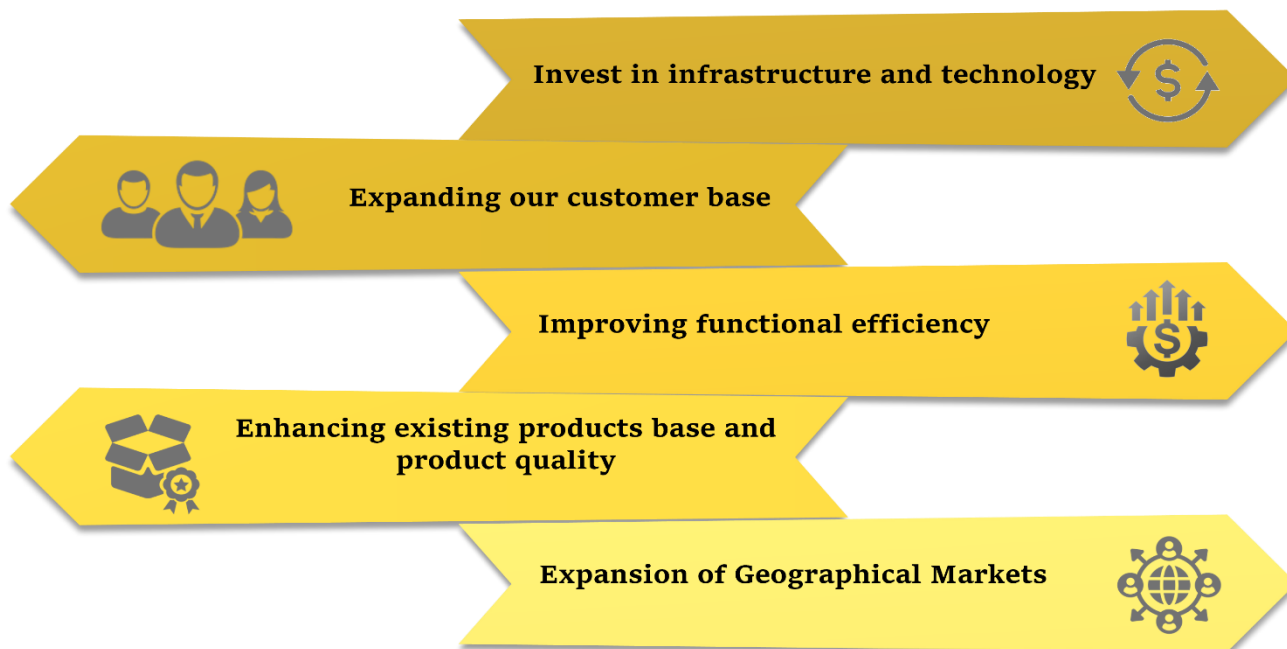 Invest in infrastructure and technology
Expanding our customer base
Improving functional efficiency
Enhancing existing products base and
product quality
Expansion of Geographical Markets